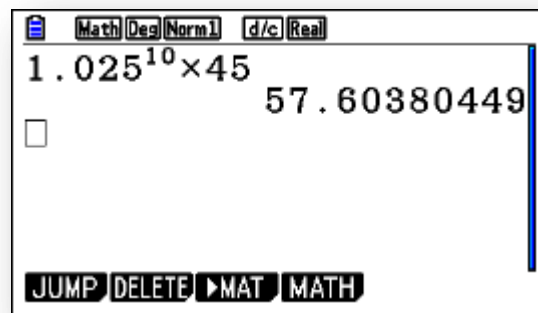 Math Deg Norm1 d/c Real
1.025¹⁰×45
57.60380449
JUMP DELETE ▶MAT MATH